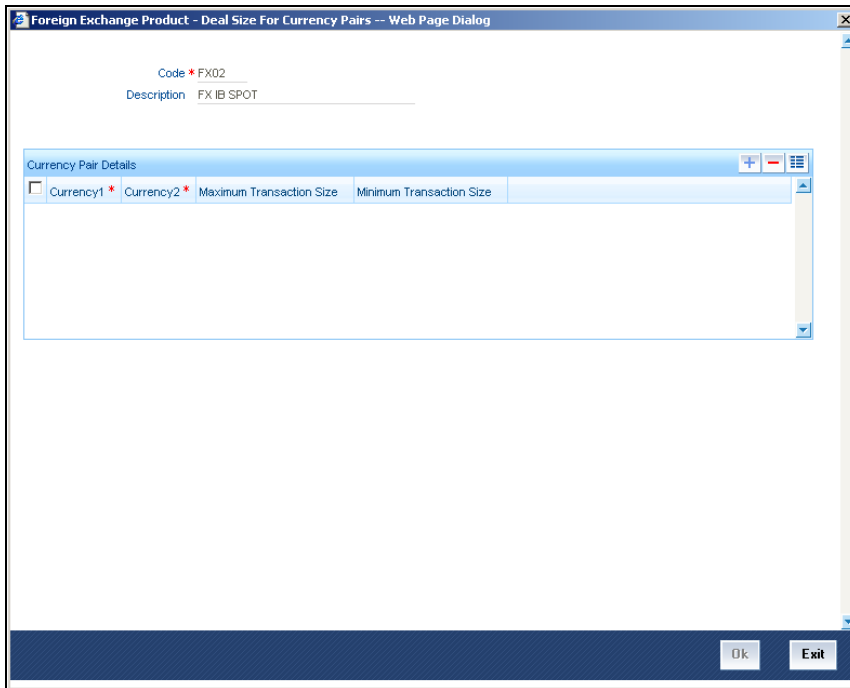 Foreign Exchange Product - Deal Size For Currency Pairs -- Web Page Dialog
Code * FX02
Description FX IB SPOT
Currency Pair Details
Currency1 * Currency2 * Maximum Transaction Size Minimum Transaction Size
Ok Exit